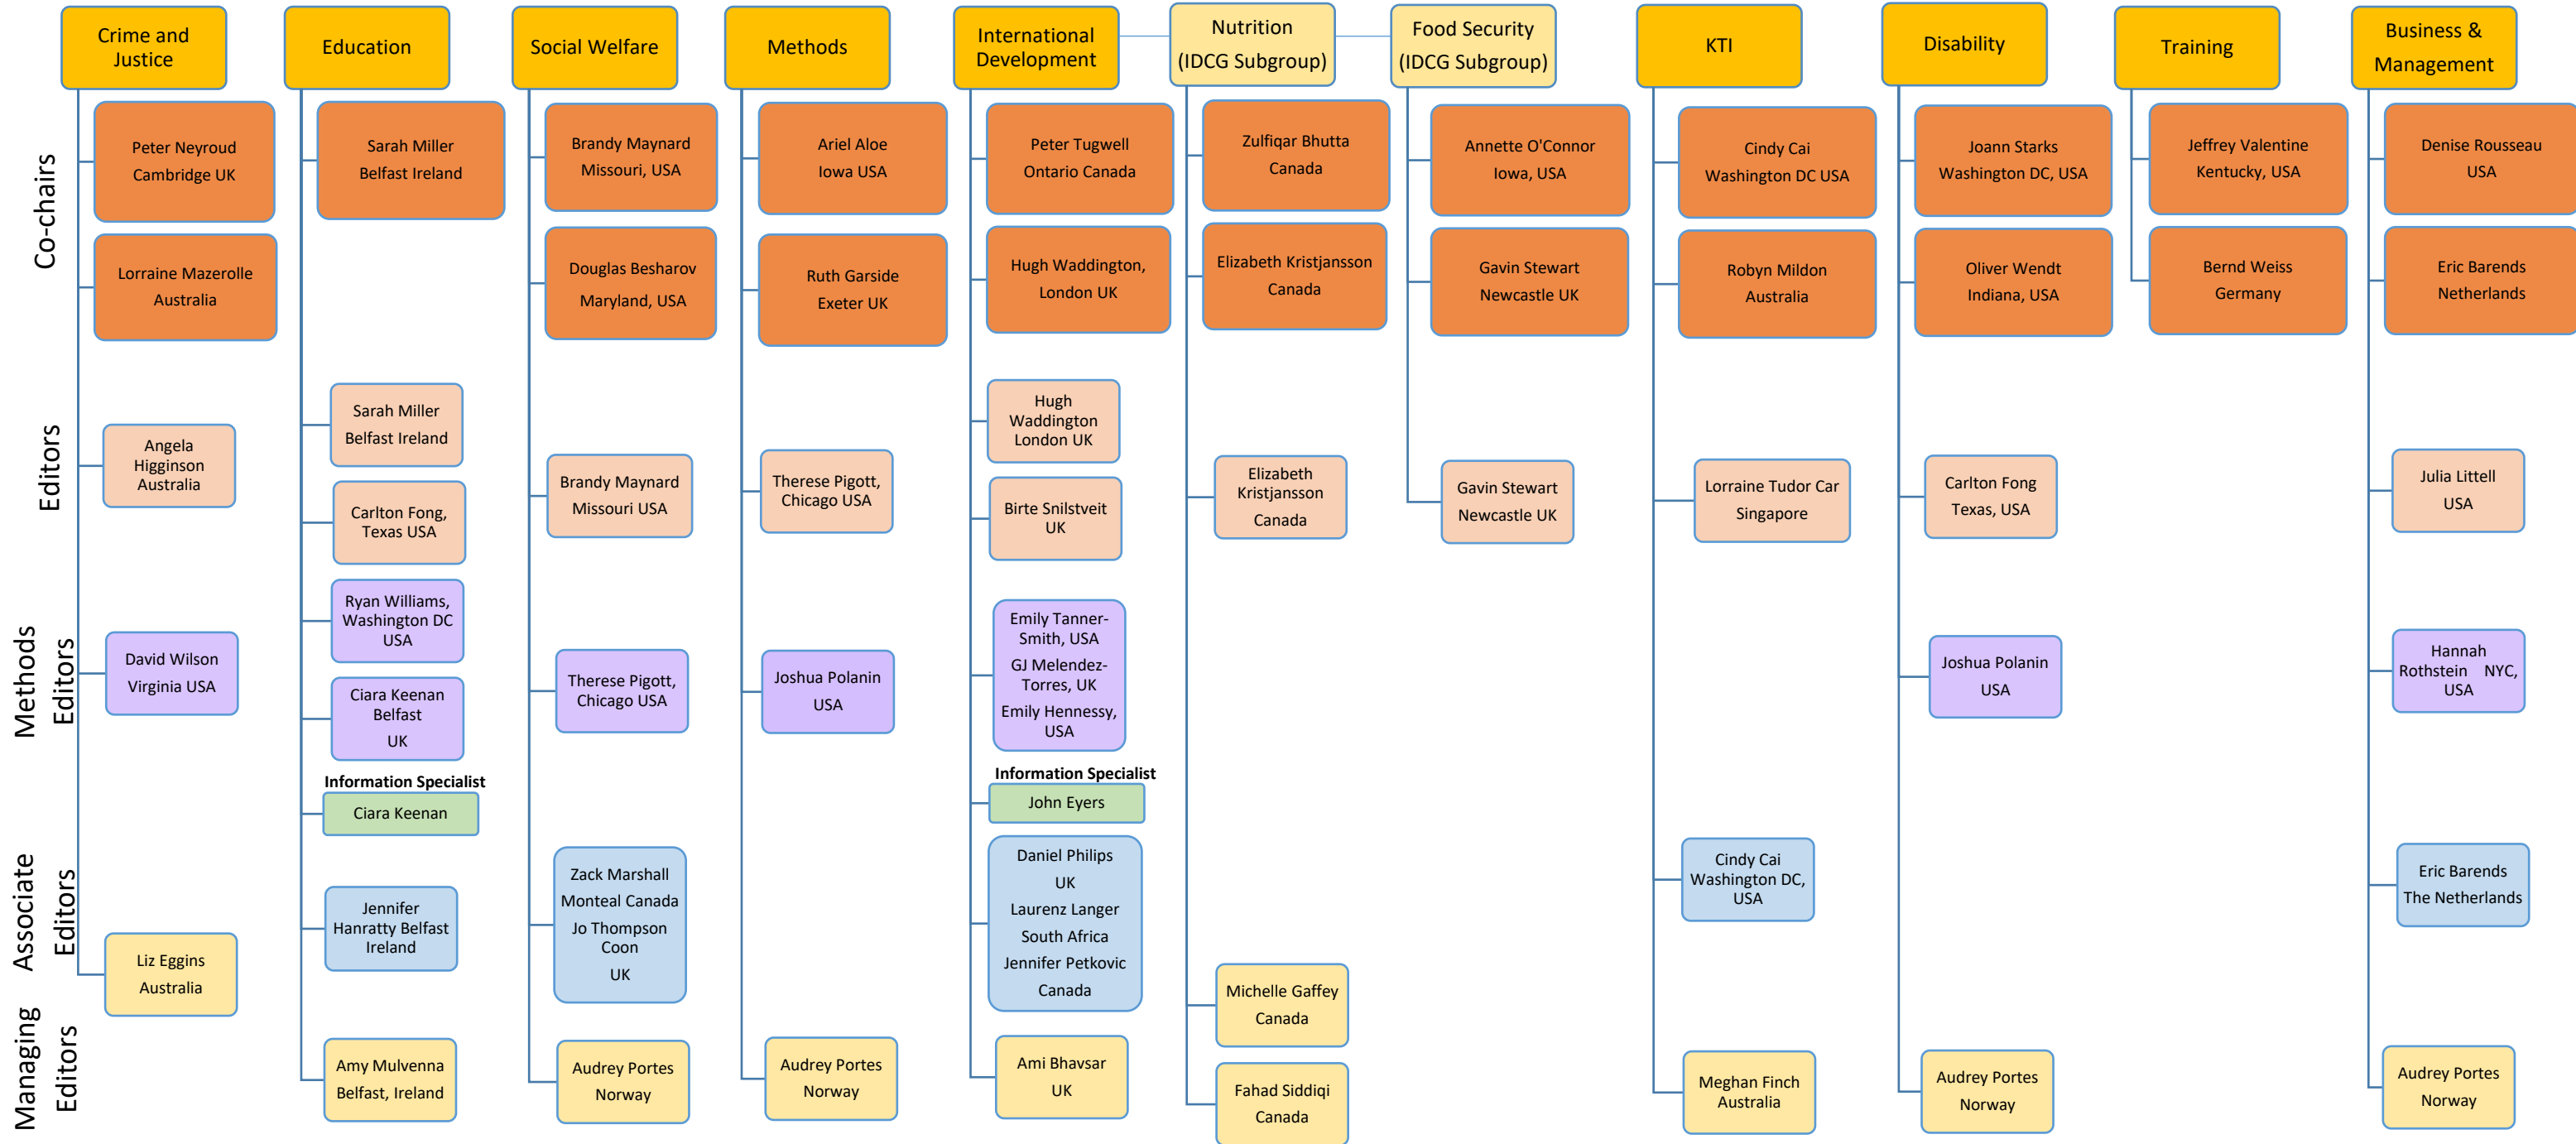 Crime and
Justice
Education
Social Welfare
Methods
International
Development
Nutrition
(IDCG Subgroup)
Food Security
(IDCG Subgroup)
KTI
Disability
Training
Business &
Management
Co-chairs
Peter Neyroud
Cambridge UK
Sarah Miller
Belfast Ireland
Brandy Maynard
Missouri, USA
Ariel Aloe
Iowa USA
Peter Tugwell
Ontario Canada
Zulfiqar Bhutta
Canada
Annette O'Connor
Iowa, USA
Cindy Cai
Washington DC USA
Joann Starks
Washington DC, USA
Jeffrey Valentine
Kentucky, USA
Denise Rousseau
USA
Lorraine Mazerolle
Australia
Douglas Besharov
Maryland, USA
Ruth Garside
Exeter UK
Hugh Waddington,
London UK
Elizabeth Kristjansson
Canada
Gavin Stewart
Newcastle UK
Robyn Mildon
Australia
Oliver Wendt
Indiana, USA
Bernd Weiss
Germany
Eric Barends
Netherlands
Editors
Angela
Higginson
Australia
Sarah Miller
Belfast Ireland
Carlton Fong,
Texas USA
Brandy Maynard
Missouri USA
Therese Pigott,
Chicago USA
Hugh
Waddington
London UK
Birte Snilstveit
UK
Elizabeth
Kristjansson
Canada
Gavin Stewart
Newcastle UK
Lorraine Tudor Car
Singapore
Carlton Fong
Texas, USA
Julia Littell
USA
Methods
Editors
David Wilson
Virginia USA
Ryan Williams,
Washington DC
USA
Ciara Keenan
Belfast
UK
Therese Pigott,
Chicago USA
Joshua Polanin
USA
Emily Tanner-
Smith, USA
GJ Melendez-
Torres, UK
Emily Hennessy,
USA
Joshua Polanin
USA
Hannah
Rothstein NYC,
USA
Information Specialist
Ciara Keenan
Information Specialist
John Eyers
Associate
Editors
Jennifer
Hanratty Belfast
Ireland
Zack Marshall
Monteal Canada
Jo Thompson
Coon
UK
Daniel Philips
UK
Laurenz Langer
South Africa
Jennifer Petkovic
Canada
Cindy Cai
Washington DC,
USA
Eric Barends
The Netherlands
Managing
Editors
Liz Eggins
Australia
Amy Mulvenna
Belfast, Ireland
Audrey Portes
Norway
Audrey Portes
Norway
Ami Bhavsar
UK
Michelle Gaffey
Canada
Fahad Siddiqi
Canada
Meghan Finch
Australia
Audrey Portes
Norway
Audrey Portes
Norway